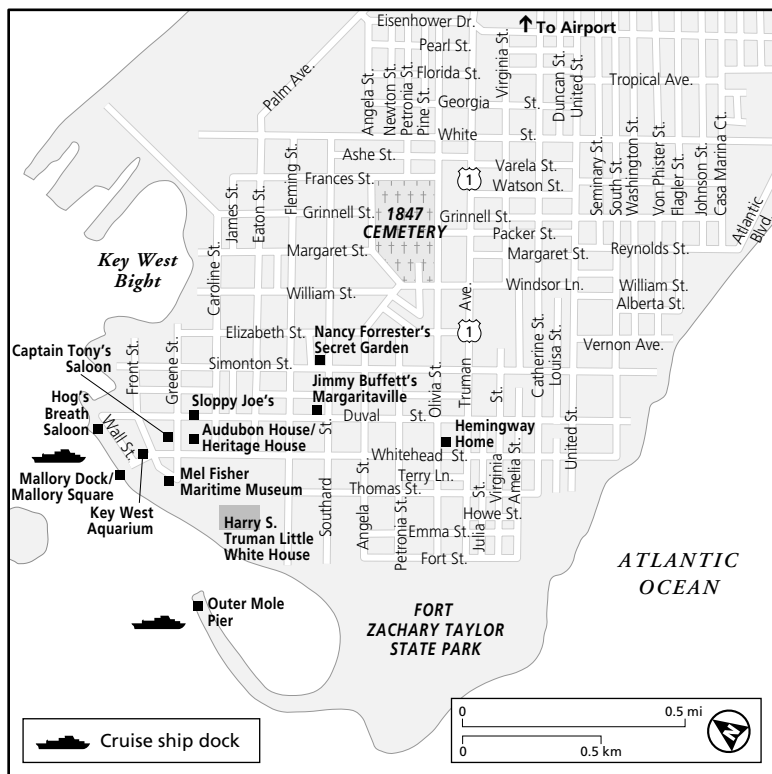 Eisenhower Dr.
To Airport
Pearl St.
Florida St.
Georgia St.
White St.
Palm Ave.
Angela St.
Newton St.
Petronia St.
Pine St.
Virginia St.
Duncan St.
United St.
Tropical Ave.
Ashe St.
Frances St.
Grinnell St.
Margaret St.
William St.
1847
CEMETERY
1
Varela St.
Watson St.
Grinnell St.
Packer St.
Margaret St.
Windsor Ln.
Seminary St.
South St.
Washington St.
Von Phister St.
Flagler St.
Johnson St.
Casa Marina Ct.
Atlantic
Blvd.
Reynolds St.
William St.
Alberta St.
Vernon Ave.
James St.
Eaton St.
Fleming St.
Caroline St.
Key West
Bight
Elizabeth St.
Simonton St.
Front St.
Greene St.
Nancy Forrester's
Secret Garden
1
Truman Ave.
Olivia St.
Catherine St.
Louisa St.
Captain Tony's
Saloon
Hog's
Breath
Saloon
Wall St.
Sloppy Joe's
Jimmy Buffett's
Margaritaville
Duval St.
Audubon House/
Heritage House
Hemingway
Home
Whitehead St.
Terry Ln.
Thomas St.
Mallory Dock/
Mallory Square
Key West
Aquarium
Mel Fisher
Maritime Museum
Harry S.
Truman Little
White House
Southard St.
Angela St.
Petronia St.
Emma St.
Fort St.
Julia St.
Virginia St.
Amelia St.
Howe St.
United St.
Outer Mole
Pier
FORT
ZACHARY TAYLOR
STATE PARK
ATLANTIC
OCEAN
Cruise ship dock
0 0.5 mi
0 0.5 km
N